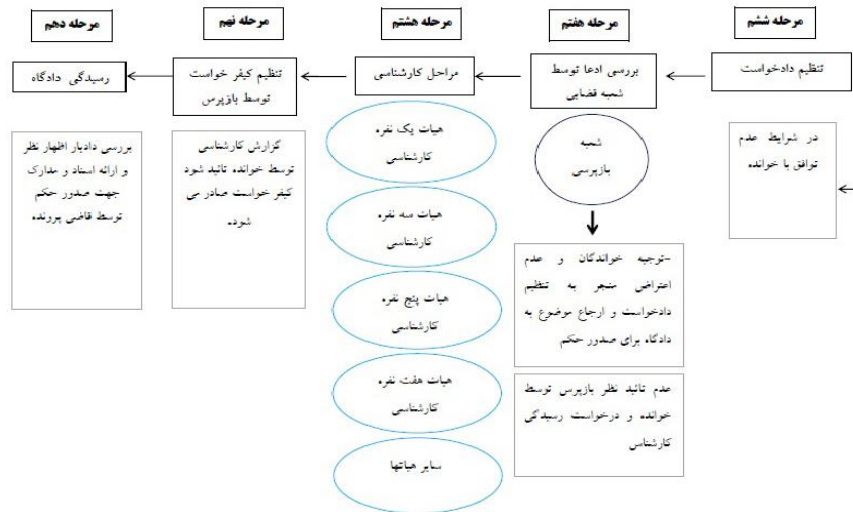 مرحله ششم
تنظیم دادخواست
در شرایط عدم
توافق با خوانده
مرحله هفتم
بررسی ادعا توسط
شعبه قضایی
شعبه
بازپرسی
-توجیه خواندگان و عدم
اعتراض منجر به تنظیم
دادخواست و ارجاع موضوع به
دادگاه برای صدور حکم
عدم تائید نظر بازپرس توسط
خوانده و درخواست رسیدگی
کارشناس
مرحله هشتم
مراحل کارشناسی
هیات یک نفره
کارشناسی
هیات سه نفره
کارشناسی
هیات پنج نفره
کارشناسی
هیات هفت نفره
کارشناسی
سایر هیاتها
مرحله نهم
تنظیم کیفر خواست
توسط بازپرس
گزارش کارشناسی
توسط خوانده تائید شود
کیفر خواست صادر می
شود.
مرحله دهم
رسیدگی دادگاه
بررسی دادیار اظهار نظر
و ارائه اسناد و مدارک
جهت صدور حکم
توسط قاضی پرونده